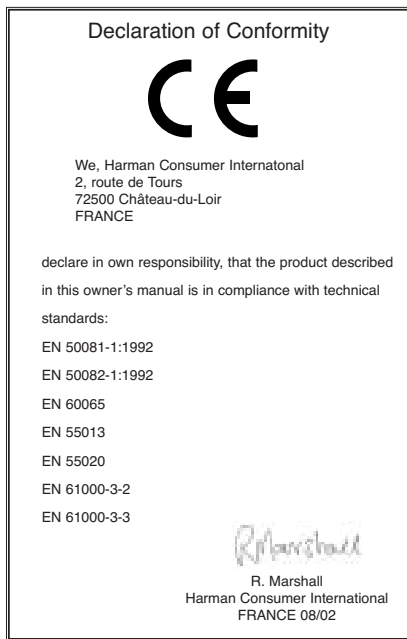 Declaration of Conformity
CE
We, Harman Consumer Internatonal
2, route de Tours
72500 Château-du-Loir
FRANCE
declare in own responsibility, that the product described
in this owner's manual is in compliance with technical
standards:
EN 50081-1:1992
EN 50082-1:1992
EN 60065
EN 55013
EN 55020
EN 61000-3-2
EN 61000-3-3
RMarshall
R. Marshall
Harman Consumer International
FRANCE 08/02